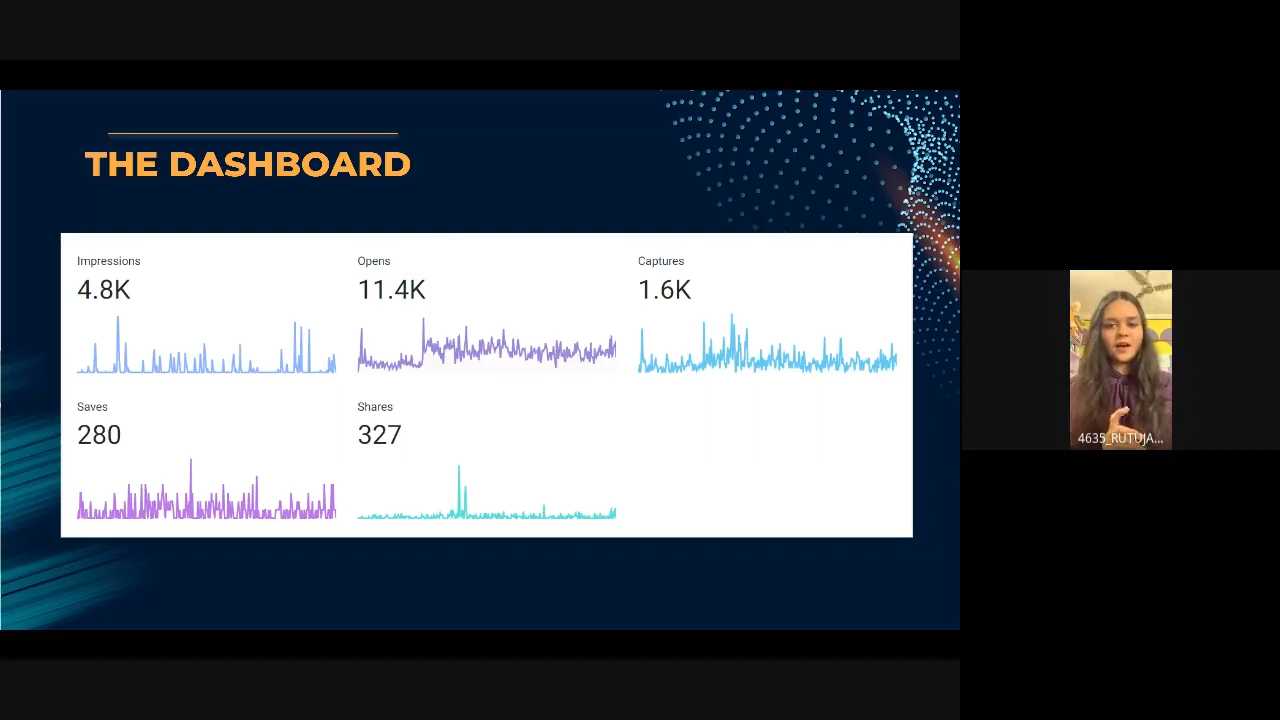 THE DASHBOARD
Impressions
4.8K
Opens
11.4K
Captures
1.6K
Saves
280
Shares
327
4635_RUTUJA...